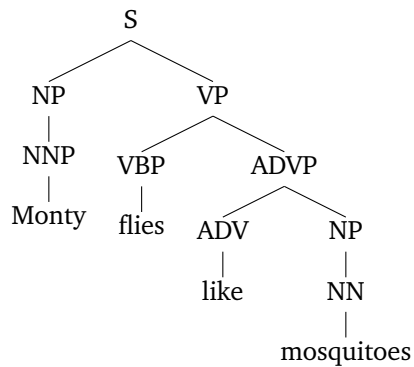 S
NP VP
NNP VBP ADVP
Monty flies ADV NP
like NN
mosquitoes